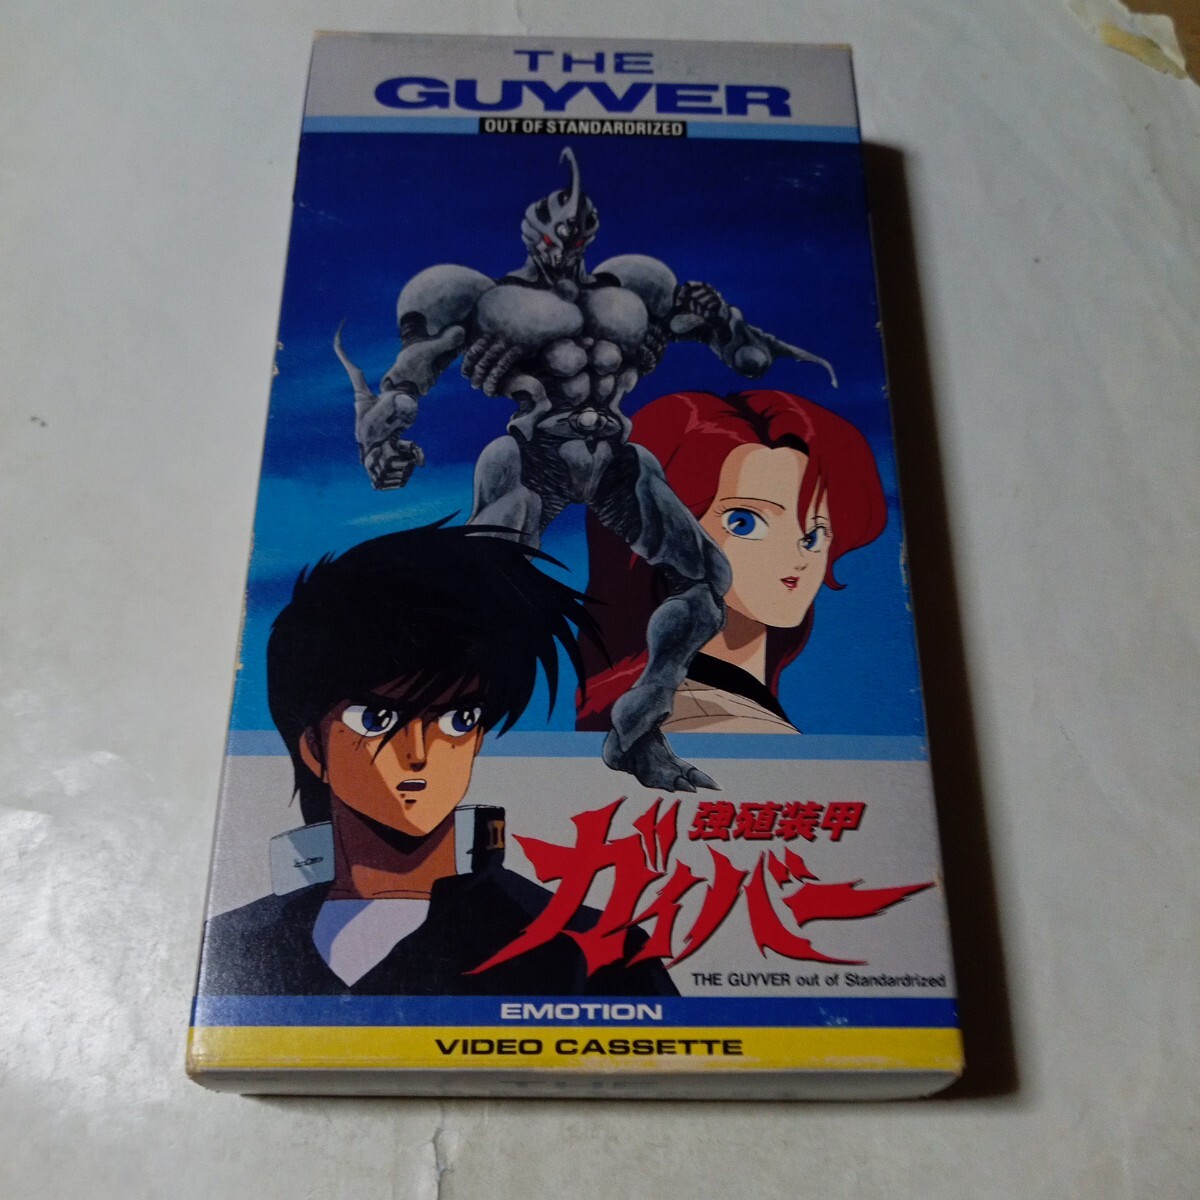 THE
GUYVER
OUT OF STANDARDRIZED
強殖装甲
ガイバー
THE GUYVER out of Standardrized
EMOTION
VIDEO CASSETTE
THE